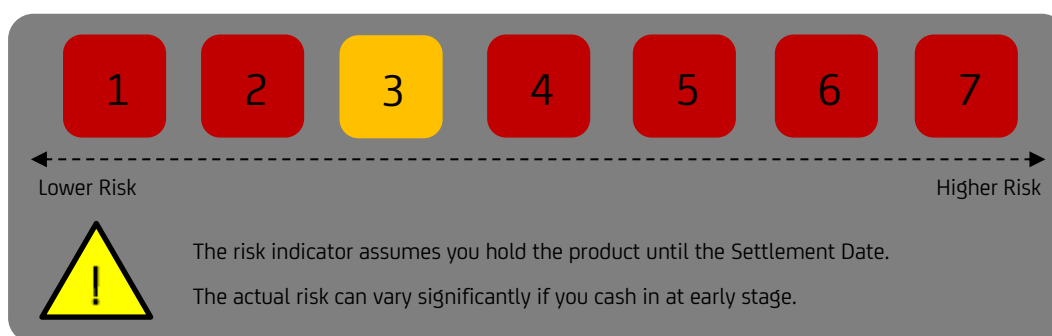 1 2 3 4 5 6 7
Lower Risk Higher Risk
! The risk indicator assumes you hold the product until the Settlement Date.
The actual risk can vary significantly if you cash in at early stage.